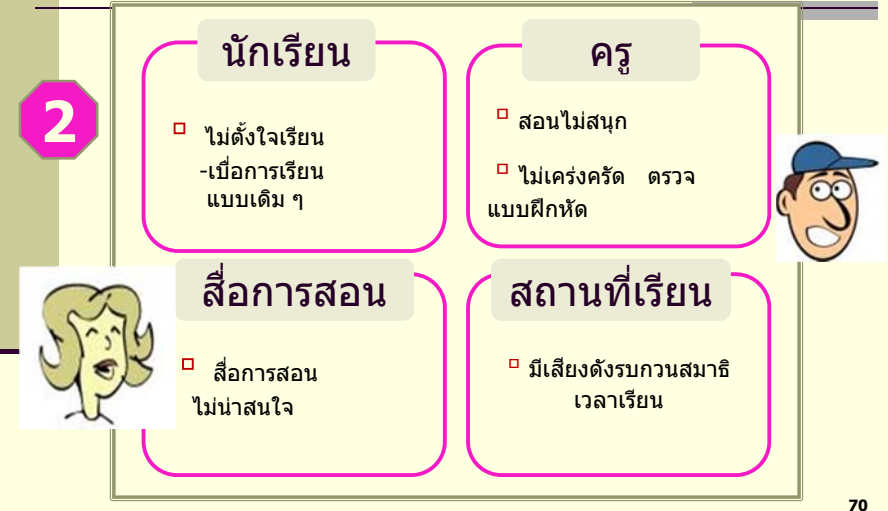 2
นักเรียน
ไม่ตั้งใจเรียน
-เบื่อการเรียน
แบบเดิม ๆ
ครู
สอนไม่สนุก
ไม่เคร่งครัด ตรวจ
แบบฝึกหัด
สื่อการสอน
สื่อการสอน
ไม่น่าสนใจ
สถานที่เรียน
มีเสียงดังรบกวนสมาธิ
เวลาเรียน
70